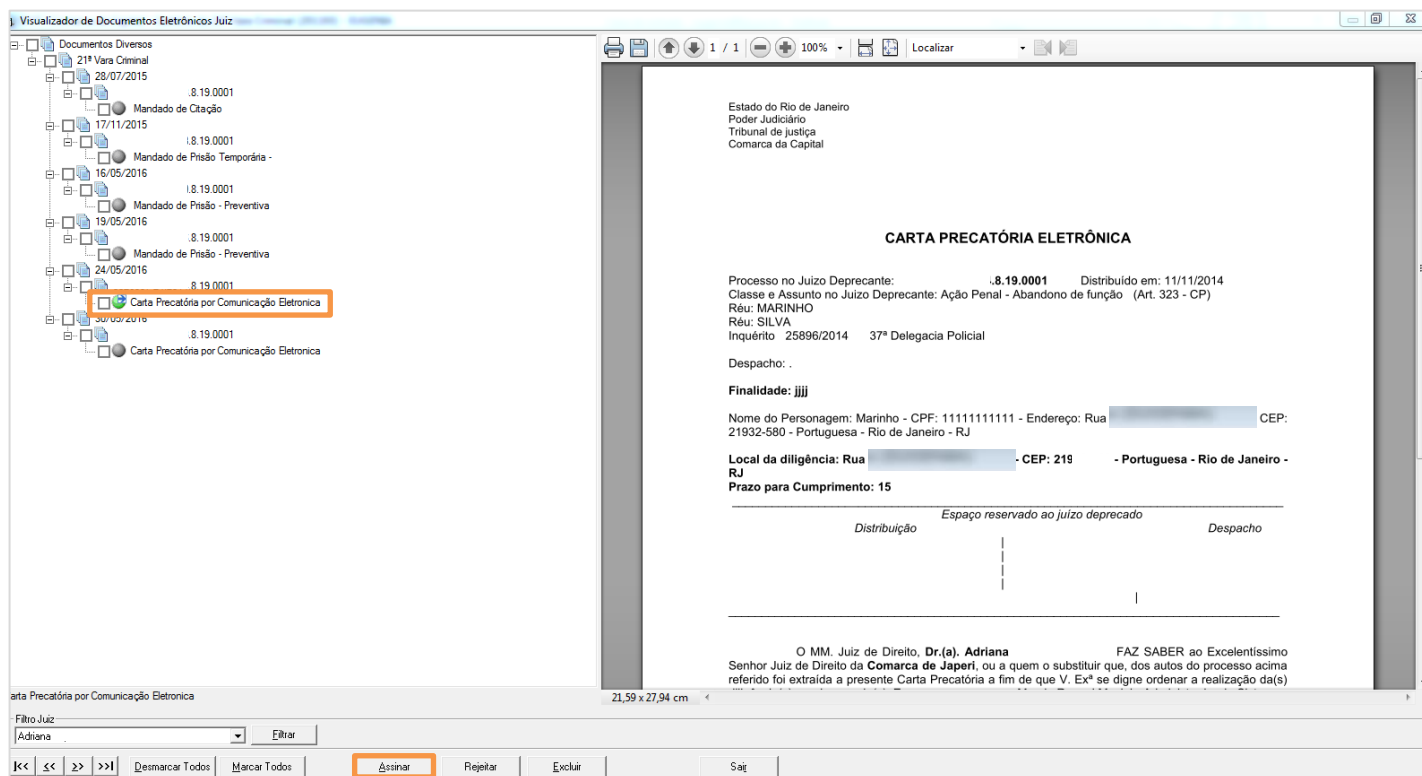 Visualizador de Documentos Eletrônicos Juiz
1 / 1 100% Localizar
Documentos Diversos
21ª Vara Criminal
28/07/2015
.8.19.0001
Mandado de Citação
17/11/2015
.8.19.0001
Mandado de Prisão Temporária -
16/05/2016
.8.19.0001
Mandado de Prisão - Preventiva
19/05/2016
.8.19.0001
Mandado de Prisão - Preventiva
24/05/2016
.8.19.0001
Carta Precatória por Comunicação Eletronica
30/05/2016
.8.19.0001
Carta Precatória por Comunicação Eletronica
Estado do Rio de Janeiro
Poder Judiciário
Tribunal de justiça
Comarca da Capital
CARTA PRECATÓRIA ELETRÔNICA
Processo no Juizo Deprecante: .8.19.0001 Distribuído em: 11/11/2014
Classe e Assunto no Juizo Deprecante: Ação Penal - Abandono de função (Art. 323 - CP)
Réu: MARINHO
Réu: SILVA
Inquérito 25896/2014 37ª Delegacia Policial
Despacho: .
Finalidade: jjjj
Nome do Personagem: Marinho - CPF: 11111111111 - Endereço: Rua CEP:
21932-580 - Portuguesa - Rio de Janeiro - RJ
Local da diligência: Rua - CEP: 219 - Portuguesa - Rio de Janeiro -
RJ
Prazo para Cumprimento: 15
Espaço reservado ao juízo deprecado
Distribuição Despacho
O MM. Juiz de Direito, Dr.(a). Adriana FAZ SABER ao Excelentíssimo
Senhor Juiz de Direito da Comarca de Japeri, ou a quem o substituir que, dos autos do processo acima
referido foi extraída a presente Carta Precatória a fim de que V. Exª se digne ordenar a realização da(s)
arta Precatória por Comunicação Eletronica
21,59 x 27,94 cm
Filtro Juiz
Adriana Filtrar
|<< << >> >>| Desmarcar Todos Marcar Todos Assinar Rejeitar Excluir Sair